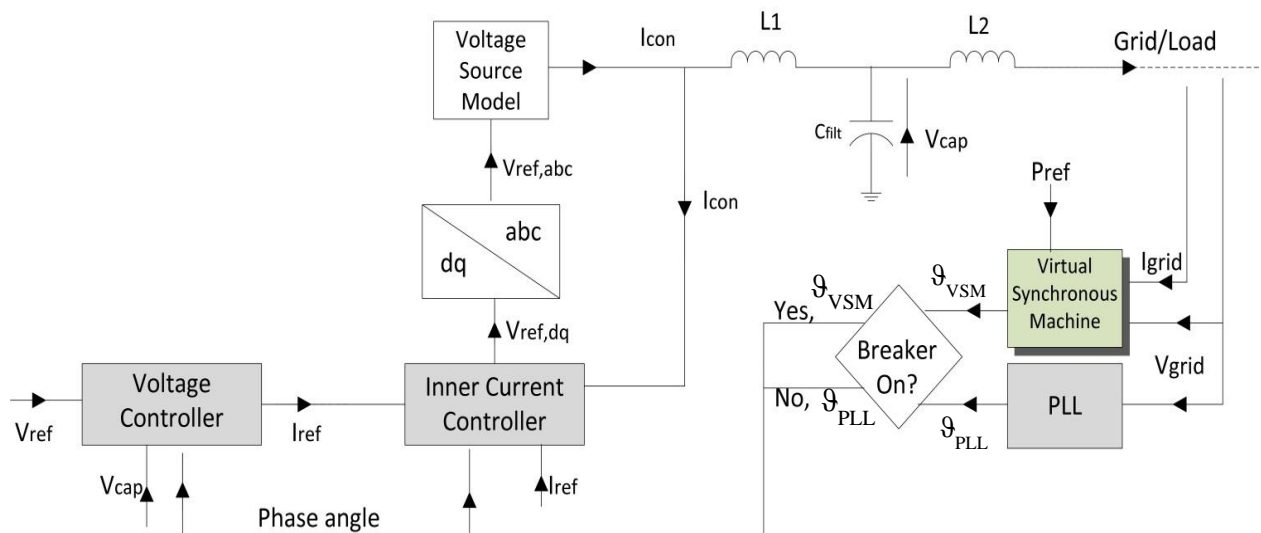 Voltage
Source
Model
Icon
L1
L2
Grid/Load
Cfilt
Vcap
Vref,abc
Icon
Pref
abc
dq
Virtual
Synchronous
Machine
Igrid
ϑVSM
Yes, ϑVSM
Breaker
On?
Vref,dq
Voltage
Controller
Inner Current
Controller
No, ϑPLL
PLL
Vgrid
ϑPLL
Vref
Iref
Vcap
Iref
Phase angle